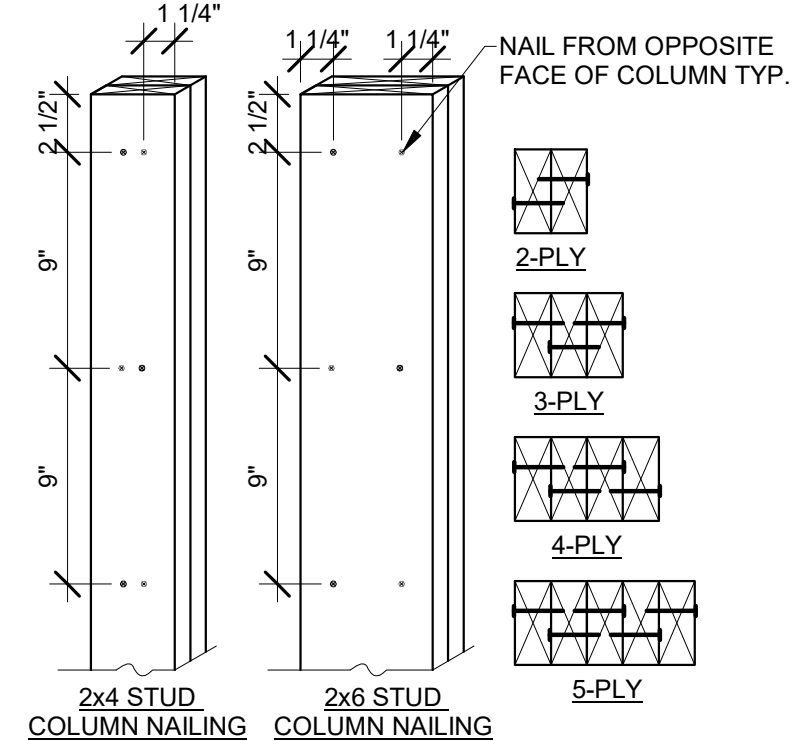 1 1/4"
1 1/4"
1 1/4"
NAIL FROM OPPOSITE
FACE OF COLUMN TYP.
2 1/2"
2 1/2"
9"
9"
9"
9"
2-PLY
3-PLY
4-PLY
5-PLY
2x4 STUD
COLUMN NAILING
2x6 STUD
COLUMN NAILING